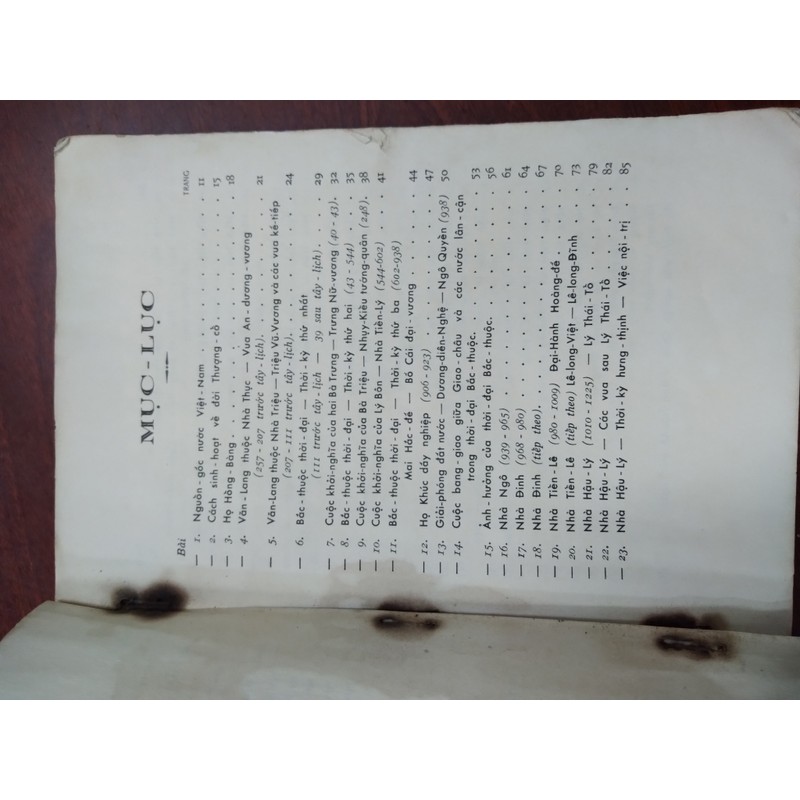 MỤC - LỤC
Bài TRANG
— 1. Nguồn - gốc nước Việt - Nam . . . . . . . . . 11
— 2. Cách sinh - hoạt về đời Thượng - cổ . . . . . . 15
— 3. Họ Hồng - Bàng . . . . . . . . . . . . 18
— 4. Văn - Lang thuộc Nhà Thục — Vua An - dương - vương
(257 - 207 trước tây - lịch) . . . . . . . . 21
— 5. Văn-Lang thuộc Nhà Triệu — Triệu Vũ-Vương và các vua kế-tiếp
(207 - 111 trước tây - lịch). . . . . . . . 24
— 6. Bắc - thuộc thời - đại — Thời - kỳ thứ nhất
(111 trước tây - lịch — 39 sau tây - lịch) . . . . 29
— 7. Cuộc khởi-nghĩa của hai Bà Trưng — Trưng Nữ-vương (40 - 43). 32
— 8. Bắc - thuộc thời - đại — Thời - kỳ thứ hai (43 - 544) . . 35
— 9. Cuộc khởi-nghĩa của Bà Triệu — Nhụy-Kiều tướng-quân (248). 38
— 10. Cuộc khởi-nghĩa của Lý Bôn — Nhà Tiền-Lý (544-602) . . 41
— 11. Bắc - thuộc thời - đại — Thời - kỳ thứ ba (602-938)
Mai Hắc - đế — Bố Cái đại - vương . . . . . . 44
— 12. Họ Khúc dấy nghiệp (906 - 923) . . . . . . . 47
— 13. Giải-phóng đất nước — Dương-diên-Nghệ — Ngô Quyền (938) 50
— 14. Cuộc bang - giao giữa Giao - châu và các nước lân - cận
trong thời - đại Bắc - thuộc. . . . . . . . 53
— 15. Ảnh - hưởng của thời - đại Bắc - thuộc. . . . . . 56
— 16. Nhà Ngô (939 - 965) . . . . . . . . . . 61
— 17. Nhà Đinh (968 - 980) . . . . . . . . . . 64
— 18. Nhà Đinh (tiếp theo) . . . . . . . . . . 67
— 19. Nhà Tiền - Lê (980 - 1009) Đại-Hành Hoàng-đế . . . . 70
— 20. Nhà Tiền - Lê (tiếp theo) Lê-long-Việt — Lê-long-Đĩnh . . 73
— 21. Nhà Hậu - Lý (1010 - 1225) — Lý Thái - Tổ . . . . 79
— 22. Nhà Hậu - Lý — Các vua sau Lý Thái - Tổ . . . . 82
— 23. Nhà Hậu - Lý — Thời - kỳ hưng - thịnh — Việc nội - trị . 85